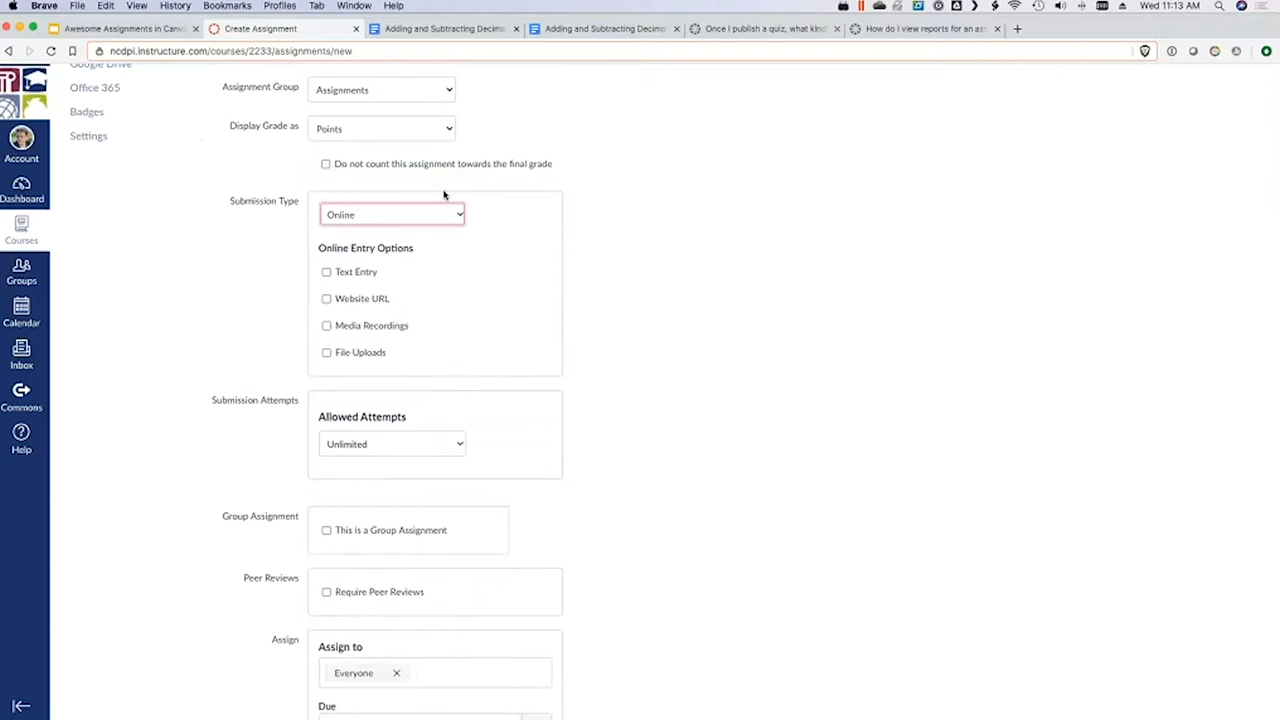 Brave File Edit View History Bookmarks Profiles Tab Window Help Wed 11:13 AM
Awesome Assignments in Canva × Create Assignment × Adding and Subtracting Decima × Adding and Subtracting Decima × Once I publish a quiz, what kind × How do I view reports for an as × +
ncdpi.instructure.com/courses/2233/assignments/new
Google Drive
Office 365
Badges
Settings
Account
Dashboard
Courses
Groups
Calendar
Inbox
Commons
Help
Assignment Group Assignments
Display Grade as Points
Do not count this assignment towards the final grade
Submission Type Online
Online Entry Options
Text Entry
Website URL
Media Recordings
File Uploads
Submission Attempts
Allowed Attempts
Unlimited
Group Assignment This is a Group Assignment
Peer Reviews Require Peer Reviews
Assign
Assign to
Everyone ×
Due